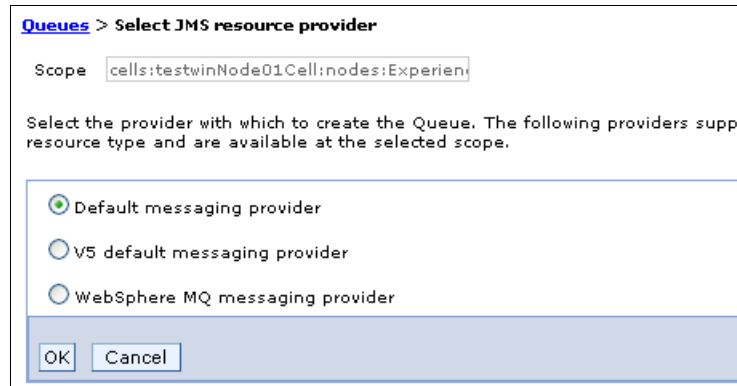 Queues > Select JMS resource provider
Scope cells:testwinNode01Cell:nodes:Experien
Select the provider with which to create the Queue. The following providers supp
resource type and are available at the selected scope.
Default messaging provider
V5 default messaging provider
WebSphere MQ messaging provider
OK Cancel